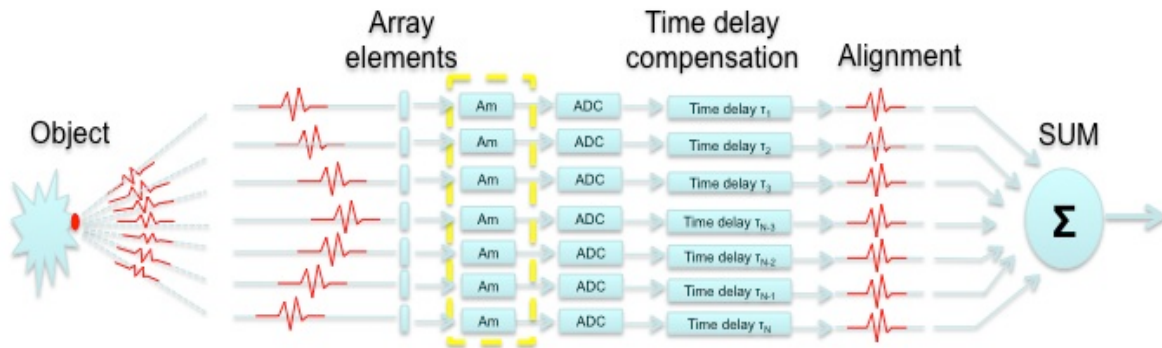 Array
elements
Time delay
compensation
Alignment
Object
SUM
Am ADC Time delay τ1
Am ADC Time delay τ2
Am ADC Time delay τ3
Am ADC Time delay τN-3
Am ADC Time delay τN-2
Am ADC Time delay τN-1
Am ADC Time delay τN
Σ